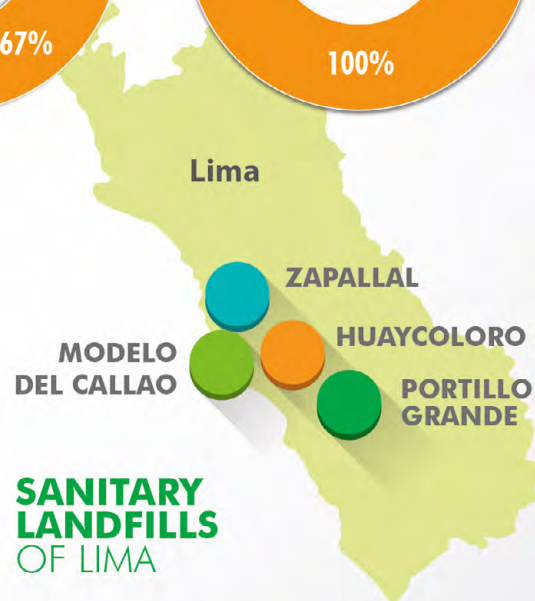 67%
100%
Lima
ZAPALLAL
HUAYCOLORO
MODELO
DEL CALLAO
PORTILLO
GRANDE
SANITARY
LANDFILLS
OF LIMA